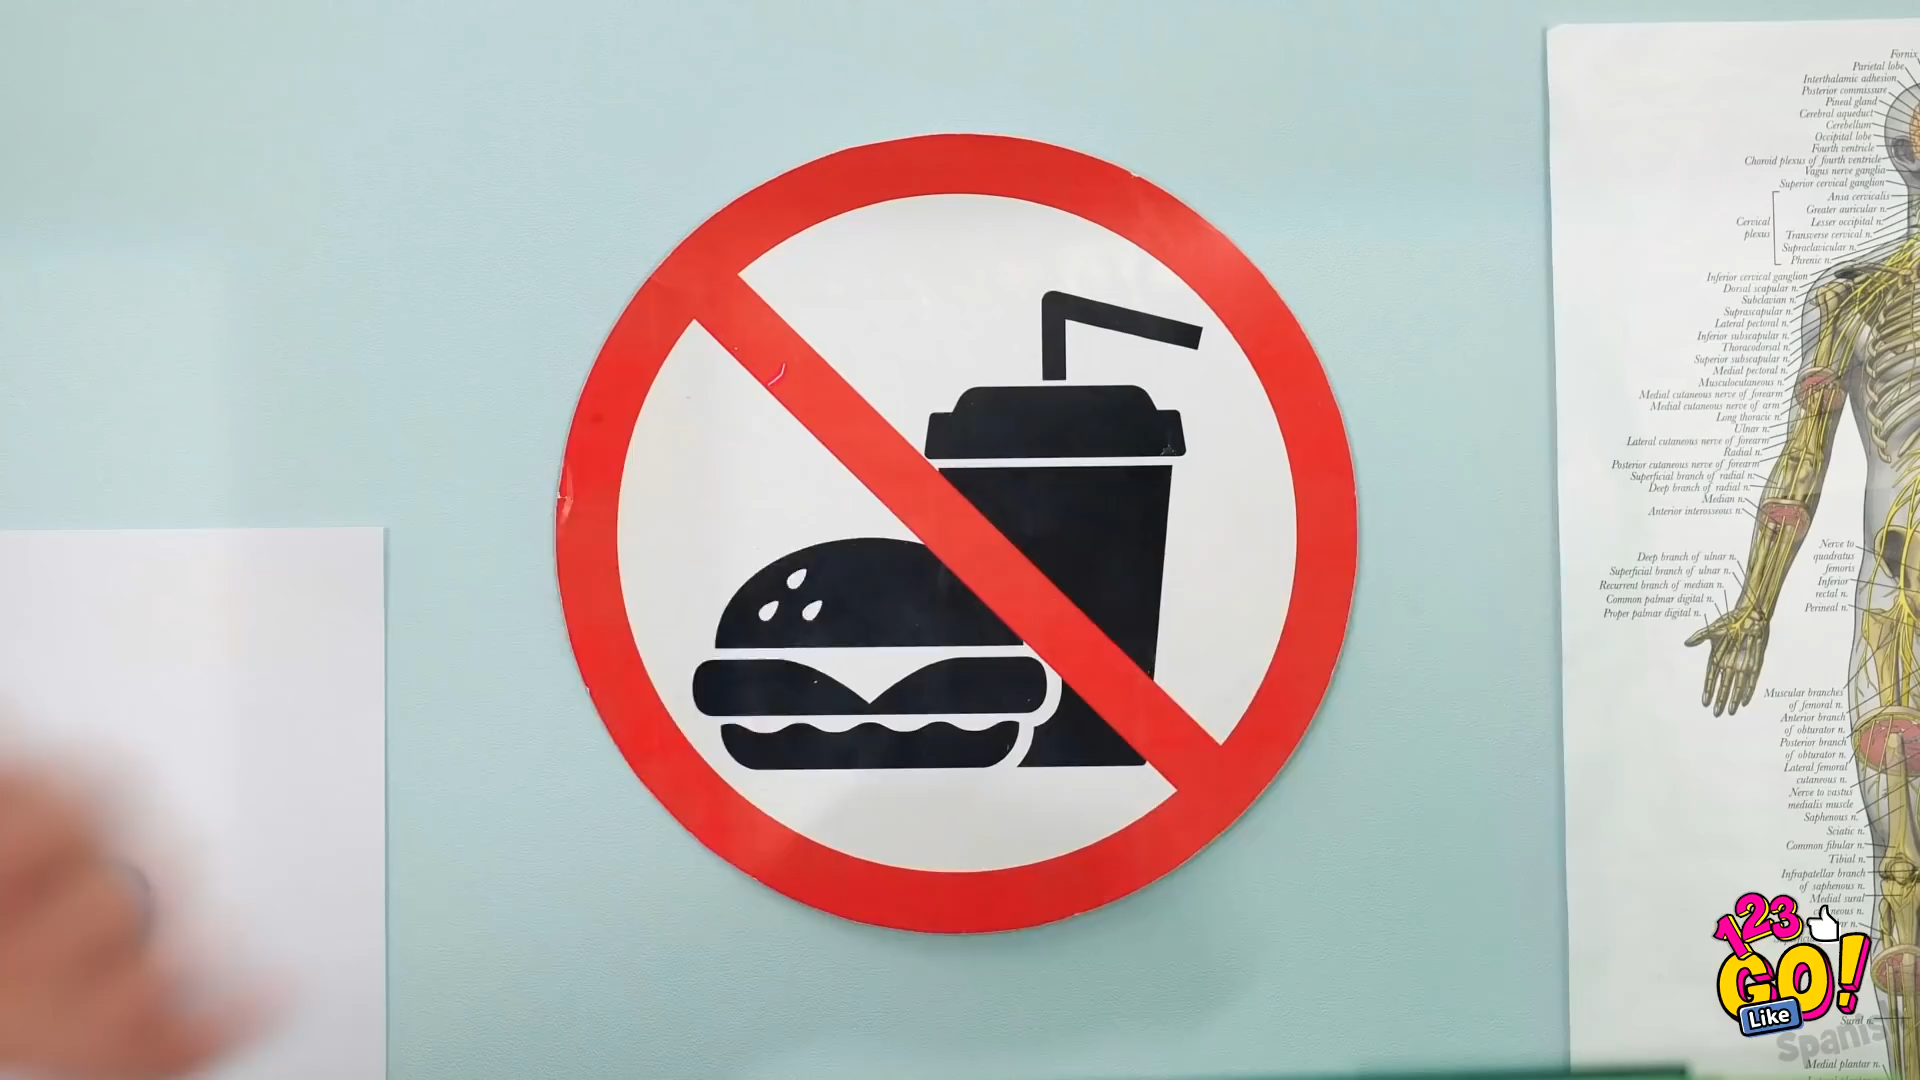 Fornix
Parietal lobe
Interthalamic adhesion
Posterior commissure
Pineal gland
Cerebral aqueduct
Cerebellum
Occipital lobe
Fourth ventricle
Choroid plexus of fourth ventricle
Vagus nerve ganglia
Superior cervical ganglion
Ansa cervicalis
Greater auricular n.
Cervical
plexus
Lesser occipital n.
Transverse cervical n.
Supraclavicular n.
Phrenic n.
Inferior cervical ganglion
Dorsal scapular n.
Subclavian n.
Suprascapular n.
Lateral pectoral n.
Inferior subscapular n.
Thoracodorsal n.
Superior subscapular n.
Medial pectoral n.
Musculocutaneous n.
Medial cutaneous nerve of forearm
Medial cutaneous nerve of arm
Long thoracic n.
Ulnar n.
Lateral cutaneous nerve of forearm
Radial n.
Posterior cutaneous nerve of forearm
Superficial branch of radial n.
Deep branch of radial n.
Median n.
Anterior interosseous n.
Deep branch of ulnar n.
Superficial branch of ulnar n.
Recurrent branch of median n.
Common palmar digital n.
Proper palmar digital n.
Nerve to
quadratus
femoris
Inferior
rectal n.
Perineal n.
Muscular branches
of femoral n.
Anterior branch
of obturator n.
Posterior branch
of obturator n.
Lateral femoral
cutaneous n.
Nerve to vastus
medialis muscle
Saphenous n.
Sciatic n.
Common fibular n.
Tibial n.
Infrapatellar branch
of saphenous n.
Medial sural
Sural n.
Medial plantar n.
123
GO!
Like